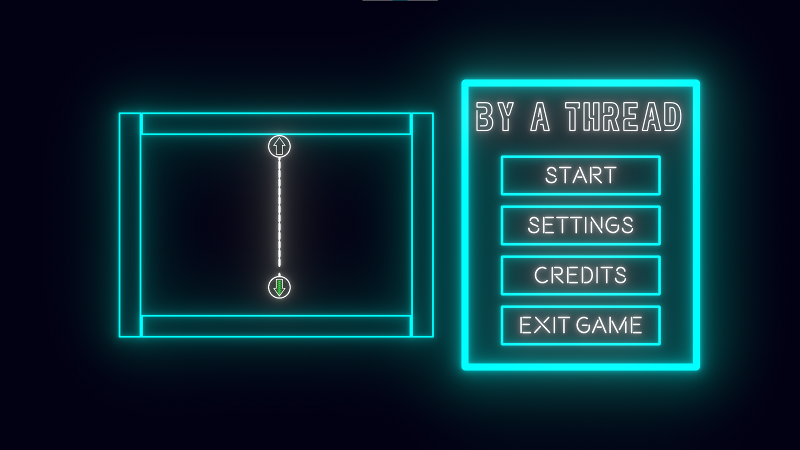 BY A THREAD
START
SETTINGS
CREDITS
EXIT GAME